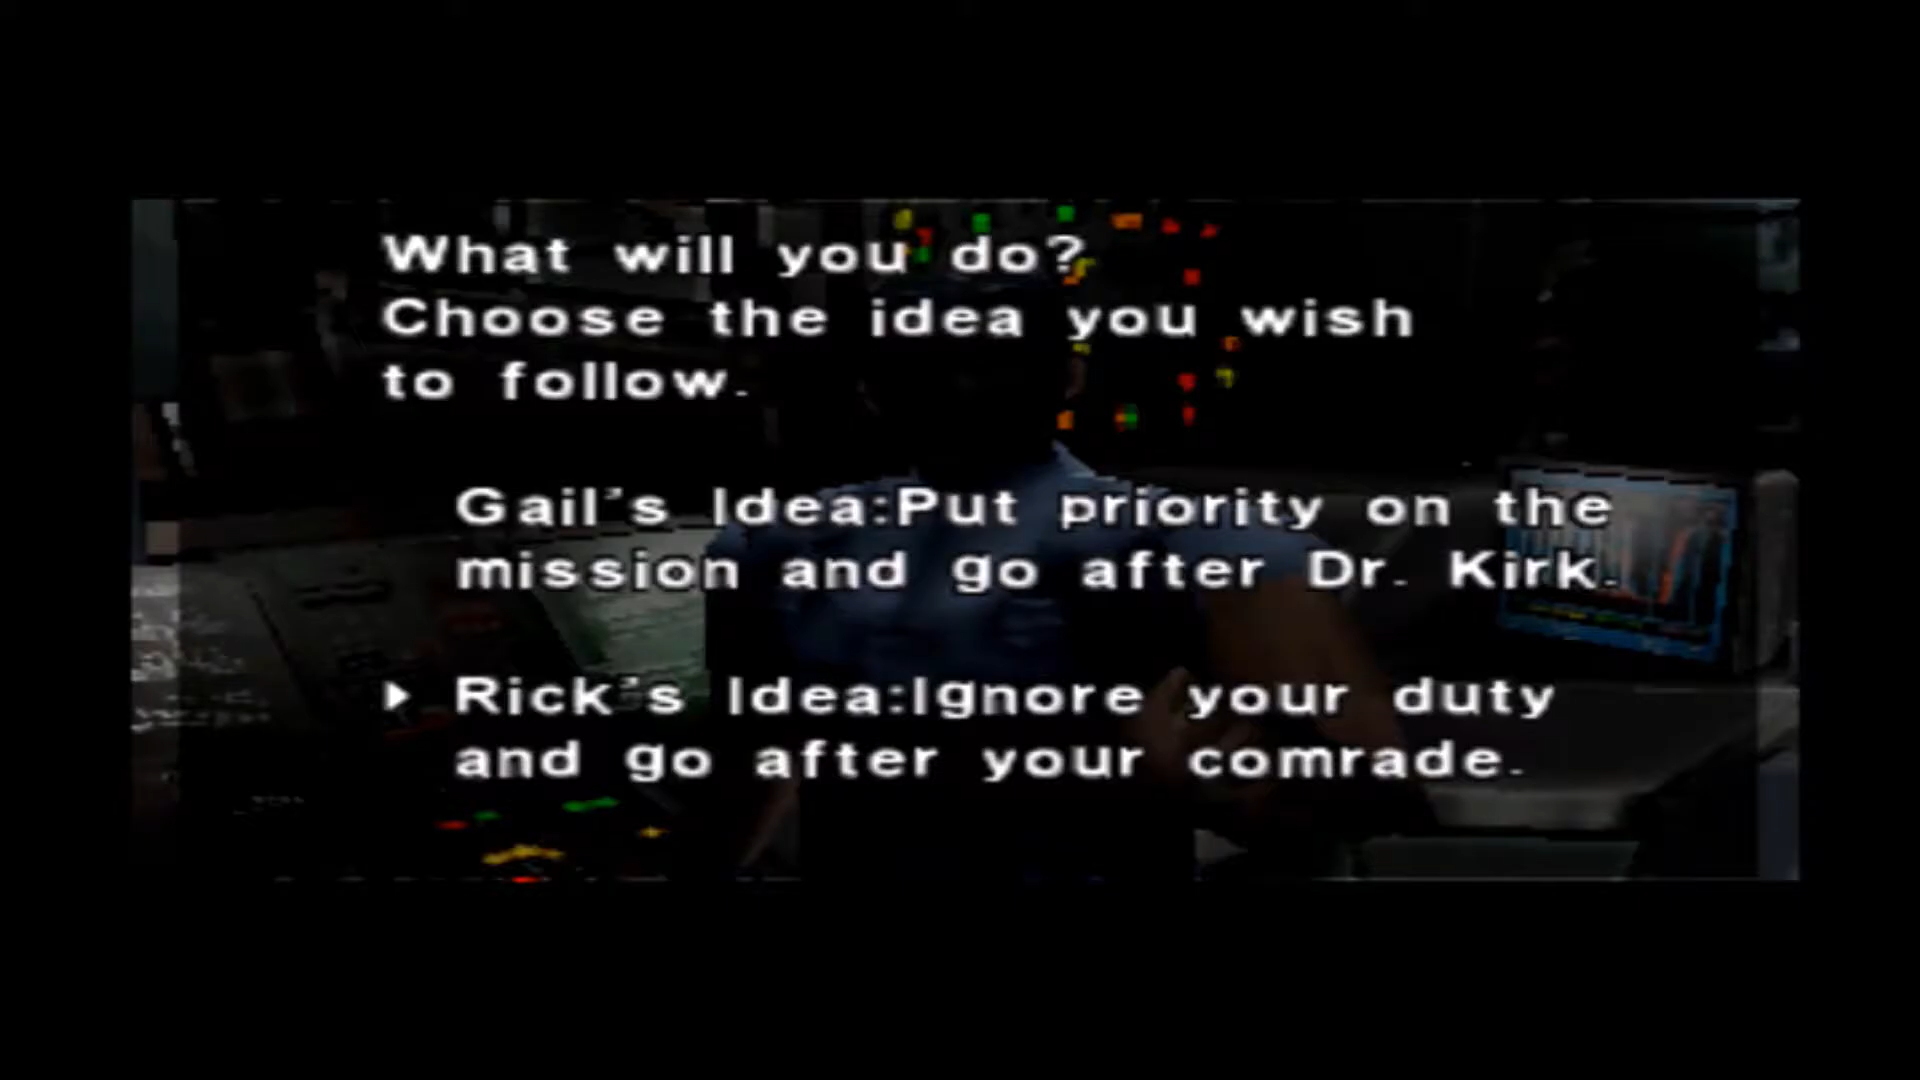 What will you do?
Choose the idea you wish
to follow.
Gail's Idea:Put priority on the
mission and go after Dr. Kirk.
Rick's Idea:Ignore your duty
and go after your comrade.